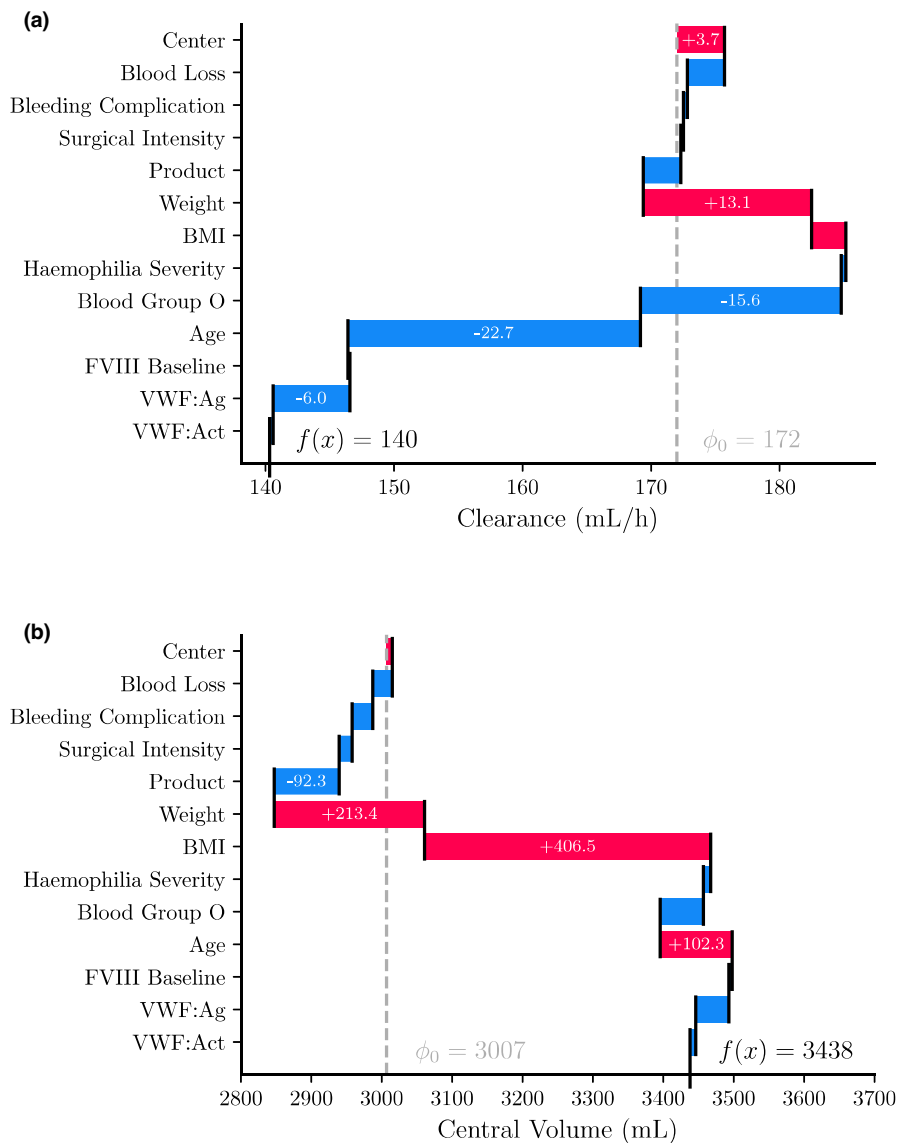 (a)
Center
+3.7
Blood Loss
Bleeding Complication
Surgical Intensity
Product
Weight
+13.1
BMI
Haemophilia Severity
Blood Group O
-15.6
Age
-22.7
FVIII Baseline
VWF:Ag
-6.0
VWF:Act
f(x) = 140
ϕ₀ = 172
140 150 160 170 180
Clearance (mL/h)
(b)
Center
Blood Loss
Bleeding Complication
Surgical Intensity
Product
-92.3
Weight
+213.4
BMI
+406.5
Haemophilia Severity
Blood Group O
Age
+102.3
FVIII Baseline
VWF:Ag
VWF:Act
ϕ₀ = 3007
f(x) = 3438
2800 2900 3000 3100 3200 3300 3400 3500 3600 3700
Central Volume (mL)